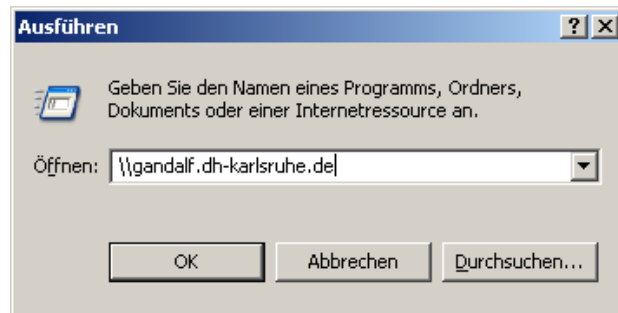 Ausführen
Geben Sie den Namen eines Programms, Ordners,
Dokuments oder einer Internetressource an.
Öffnen: \\gandalf.dh-karlsruhe.de
OK Abbrechen Durchsuchen...